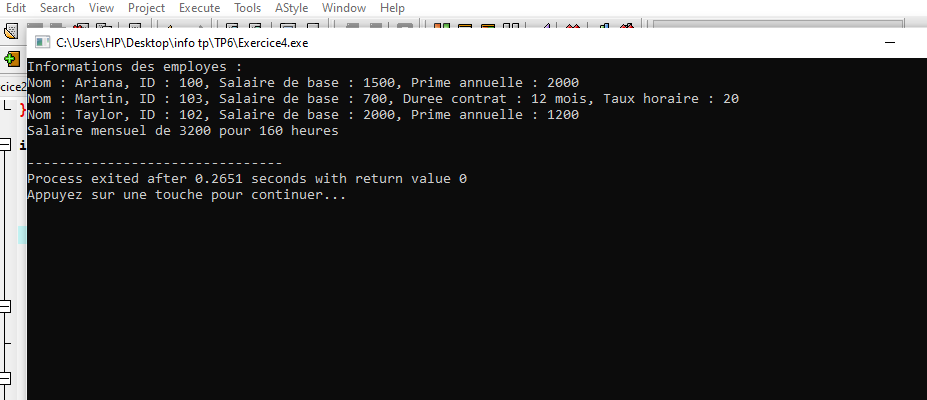 Edit Search View Project Execute Tools AStyle Window Help
C:\Users\HP\Desktop\info tp\TP6\Exercice4.exe
cice2
Informations des employes :
Nom : Ariana, ID : 100, Salaire de base : 1500, Prime annuelle : 2000
Nom : Martin, ID : 103, Salaire de base : 700, Duree contrat : 12 mois, Taux horaire : 20
Nom : Taylor, ID : 102, Salaire de base : 2000, Prime annuelle : 1200
Salaire mensuel de 3200 pour 160 heures
--------------------------------
Process exited after 0.2651 seconds with return value 0
Appuyez sur une touche pour continuer...
}
i